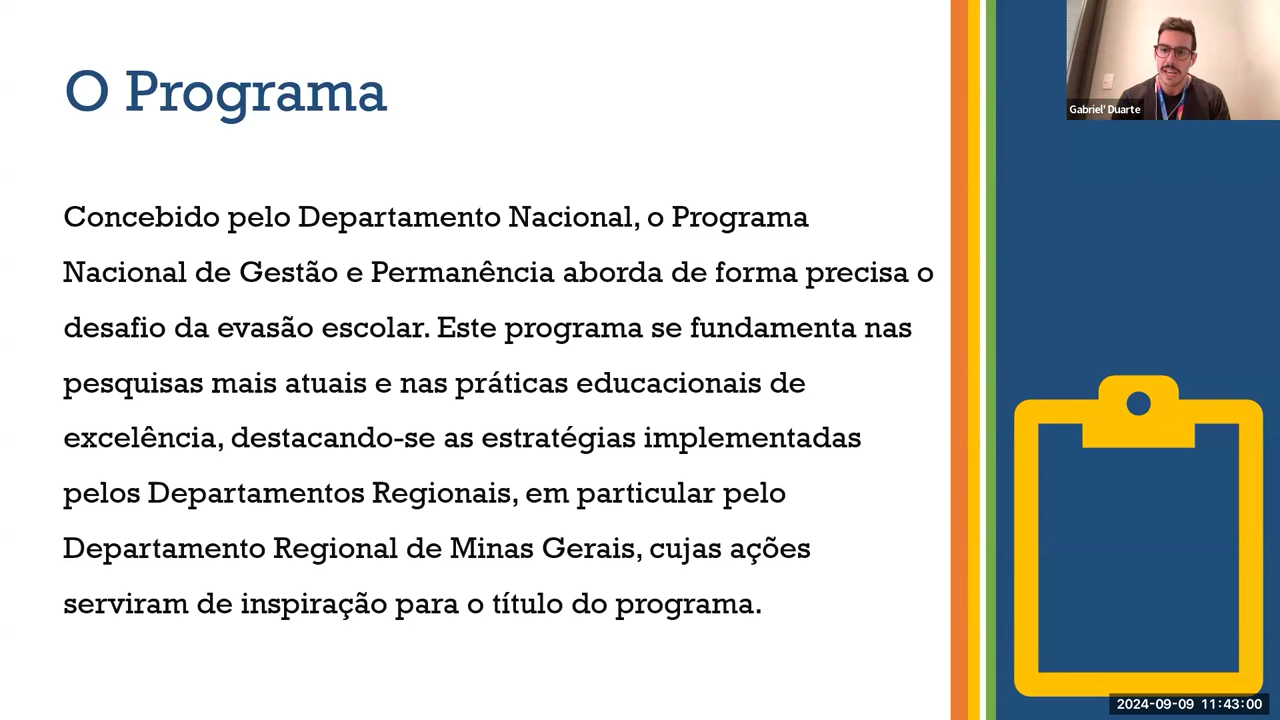 O Programa
Gabriel' Duarte
Concebido pelo Departamento Nacional, o Programa
Nacional de Gestão e Permanência aborda de forma precisa o
desafio da evasão escolar. Este programa se fundamenta nas
pesquisas mais atuais e nas práticas educacionais de
excelência, destacando-se as estratégias implementadas
pelos Departamentos Regionais, em particular pelo
Departamento Regional de Minas Gerais, cujas ações
serviram de inspiração para o título do programa.
2024-09-09 11:43:00